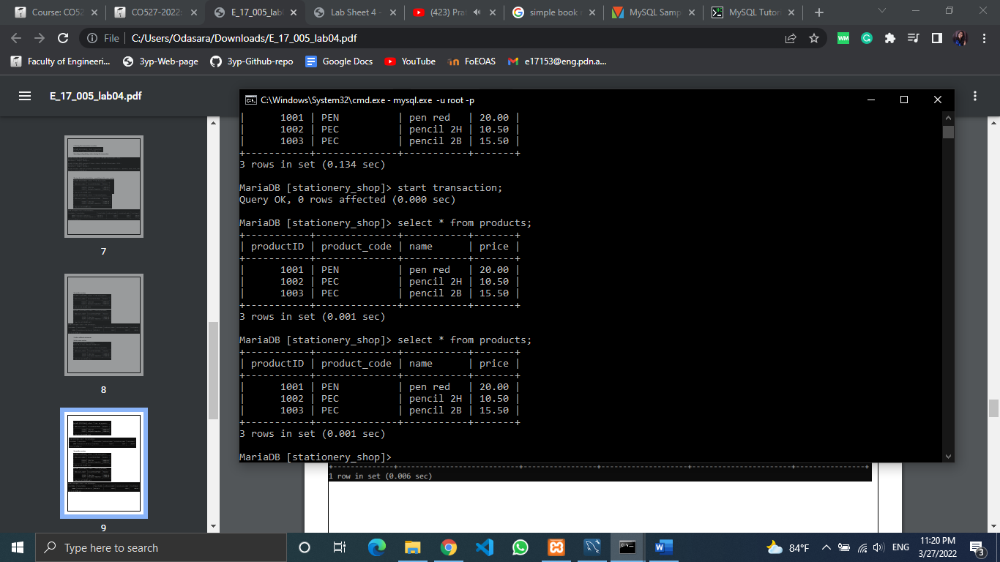 Course: CO52
CO527-2022:
E_17_005_lab
Lab Sheet 4 -
(423) Pra
simple book
MySQL Samp
MySQL Tutor
File
C:/Users/Odasara/Downloads/E_17_005_lab04.pdf
Faculty of Engineeri...
3yp-Web-page
3yp-Github-repo
Google Docs
YouTube
FoEOAS
e17153@eng.pdn.a...
E_17_005_lab04.pdf
C:\Windows\System32\cmd.exe - mysql.exe -u root -p
| 1001 | PEN | pen red | 20.00 |
| 1002 | PEC | pencil 2H | 10.50 |
| 1003 | PEC | pencil 2B | 15.50 |
+-----------+--------------+-----------+-------+
3 rows in set (0.134 sec)
MariaDB [stationery_shop]> start transaction;
Query OK, 0 rows affected (0.000 sec)
MariaDB [stationery_shop]> select * from products;
+-----------+--------------+-----------+-------+
| productID | product_code | name | price |
+-----------+--------------+-----------+-------+
| 1001 | PEN | pen red | 20.00 |
| 1002 | PEC | pencil 2H | 10.50 |
| 1003 | PEC | pencil 2B | 15.50 |
+-----------+--------------+-----------+-------+
3 rows in set (0.001 sec)
MariaDB [stationery_shop]> select * from products;
+-----------+--------------+-----------+-------+
| productID | product_code | name | price |
+-----------+--------------+-----------+-------+
| 1001 | PEN | pen red | 20.00 |
| 1002 | PEC | pencil 2H | 10.50 |
| 1003 | PEC | pencil 2B | 15.50 |
+-----------+--------------+-----------+-------+
3 rows in set (0.001 sec)
MariaDB [stationery_shop]>
1 row in set (0.006 sec)
7
8
9
Type here to search
84°F
ENG
11:20 PM
3/27/2022
3